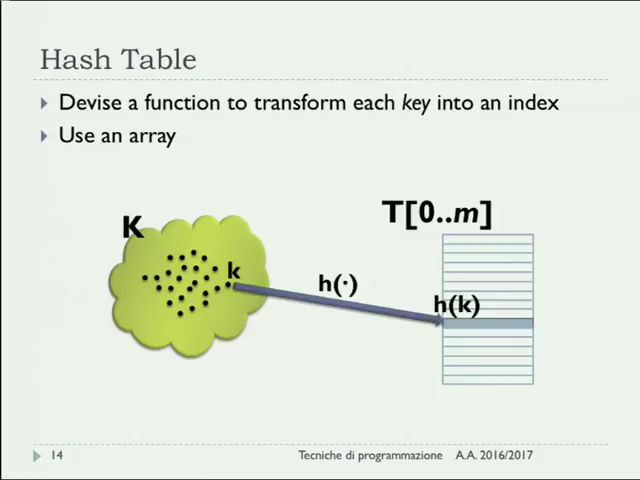 Hash Table
Devise a function to transform each key into an index
Use an array
T[0..m]
K
k
h(·)
h(k)
14
Tecniche di programmazione A.A. 2016/2017